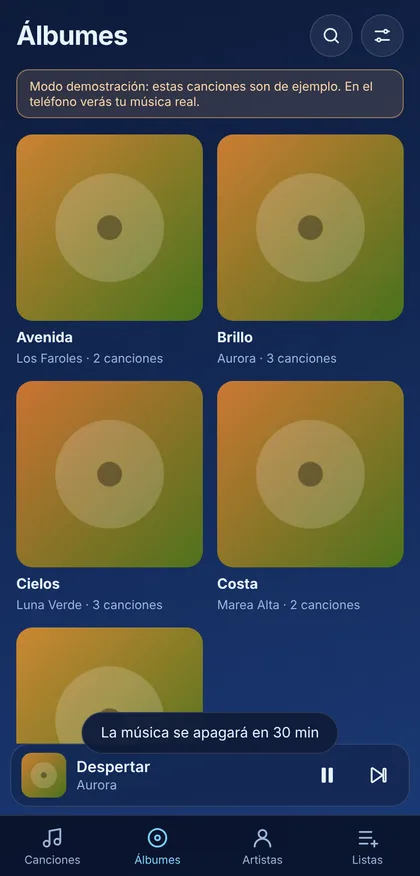 Álbumes
Modo demostración: estas canciones son de ejemplo. En el
teléfono verás tu música real.
Avenida
Los Faroles · 2 canciones
Brillo
Aurora · 3 canciones
Cielos
Luna Verde · 3 canciones
Costa
Marea Alta · 2 canciones
La música se apagará en 30 min
Despertar
Aurora
Canciones
Álbumes
Artistas
Listas